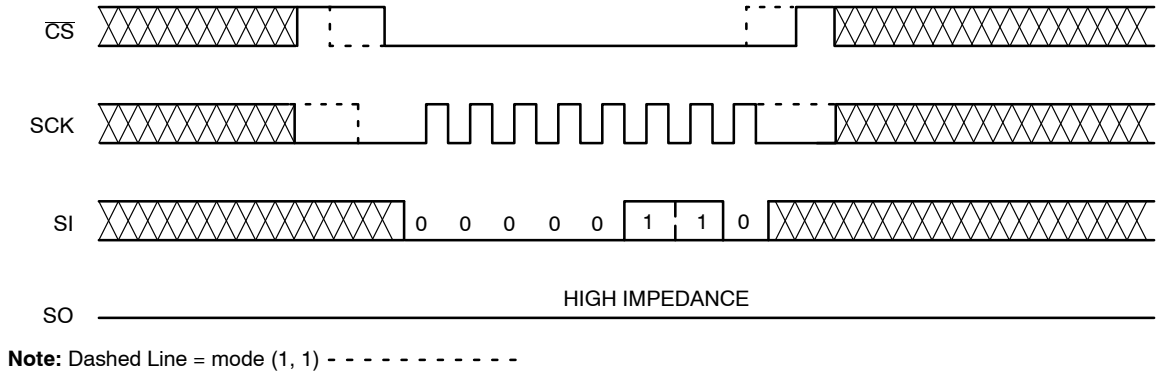 C̅S̅
SCK
SI 0 0 0 0 0 1 1 0
HIGH IMPEDANCE
SO
Note: Dashed Line = mode (1, 1) - - - - - - - - - - -